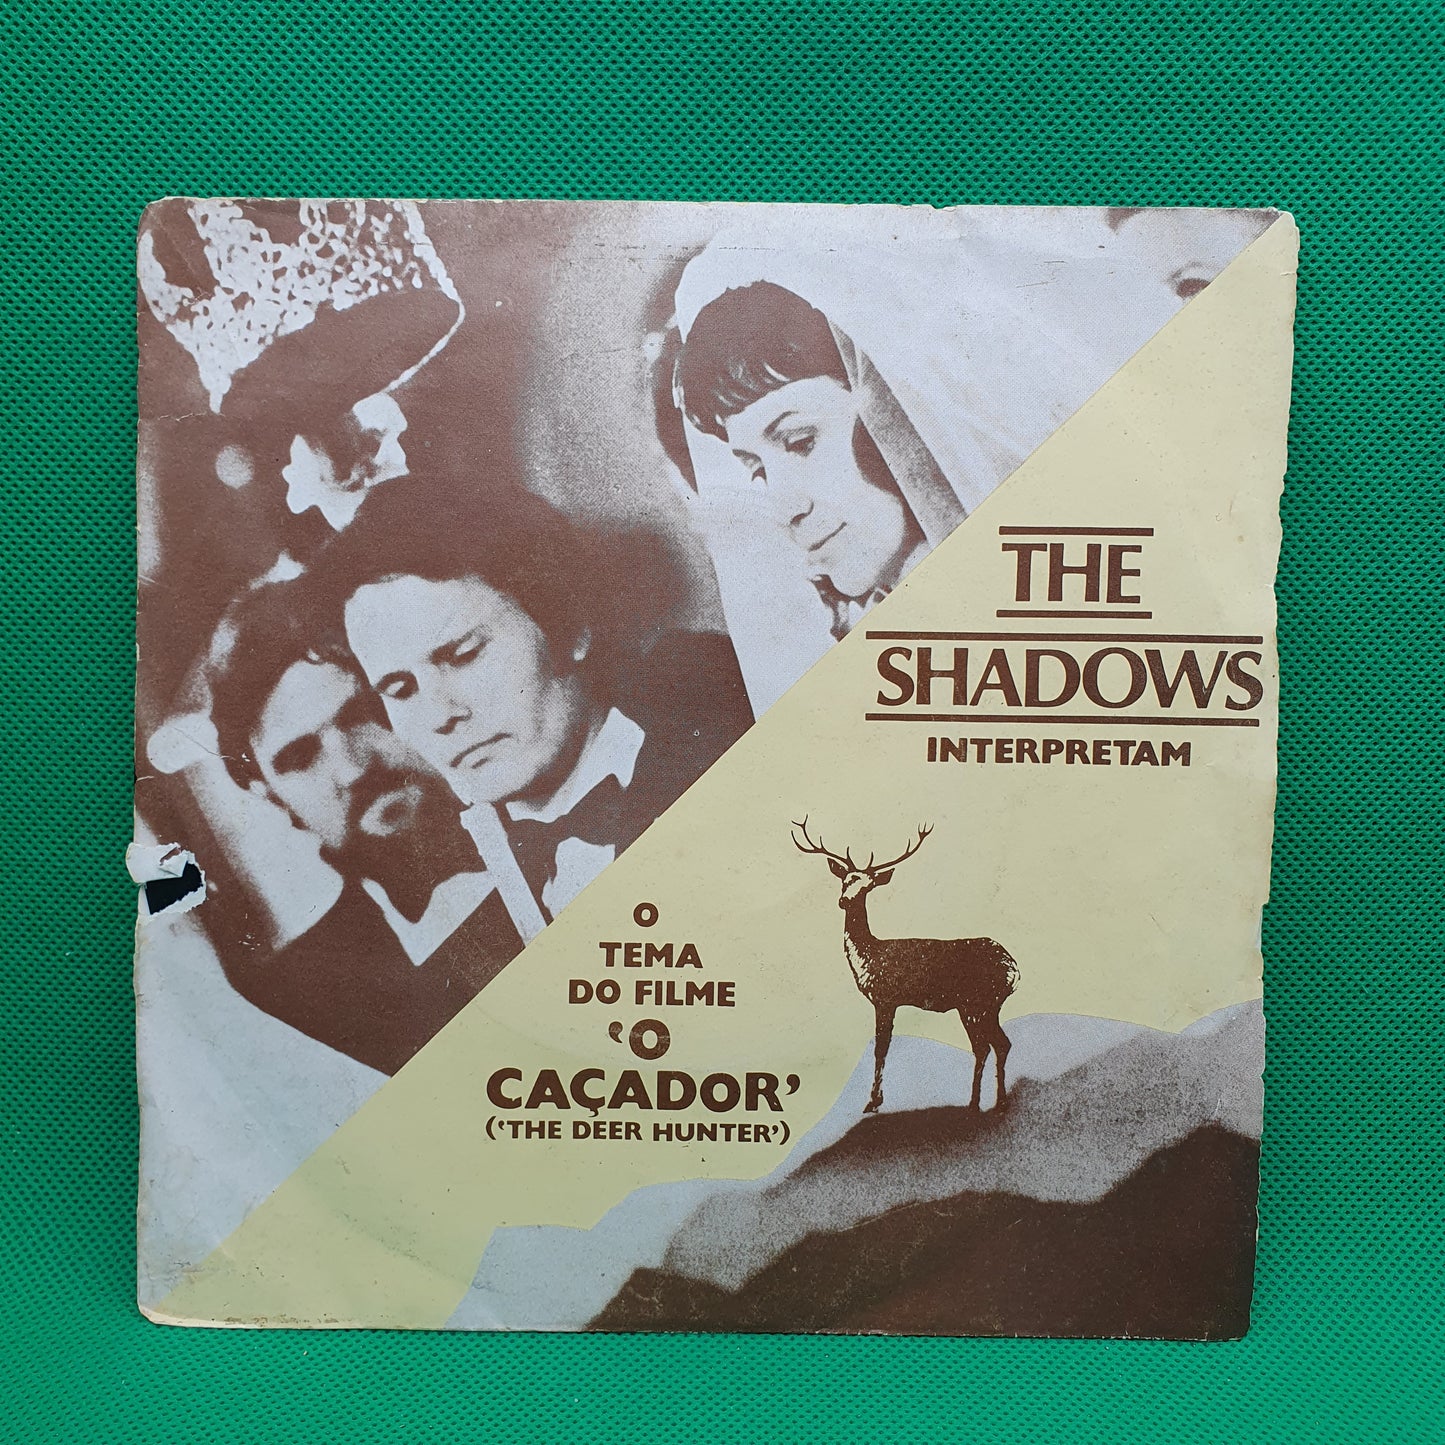 THE
SHADOWS
INTERPRETAM
O
TEMA
DO FILME
‘O
CAÇADOR’
(‘THE DEER HUNTER’)